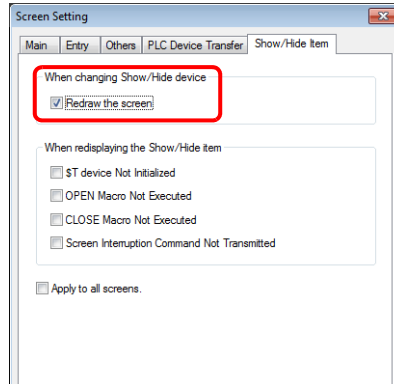 Screen Setting
Main Entry Others PLC Device Transfer Show/Hide Item
When changing Show/Hide device
Redraw the screen
When redisplaying the Show/Hide item
$T device Not Initialized
OPEN Macro Not Executed
CLOSE Macro Not Executed
Screen Interruption Command Not Transmitted
Apply to all screens.